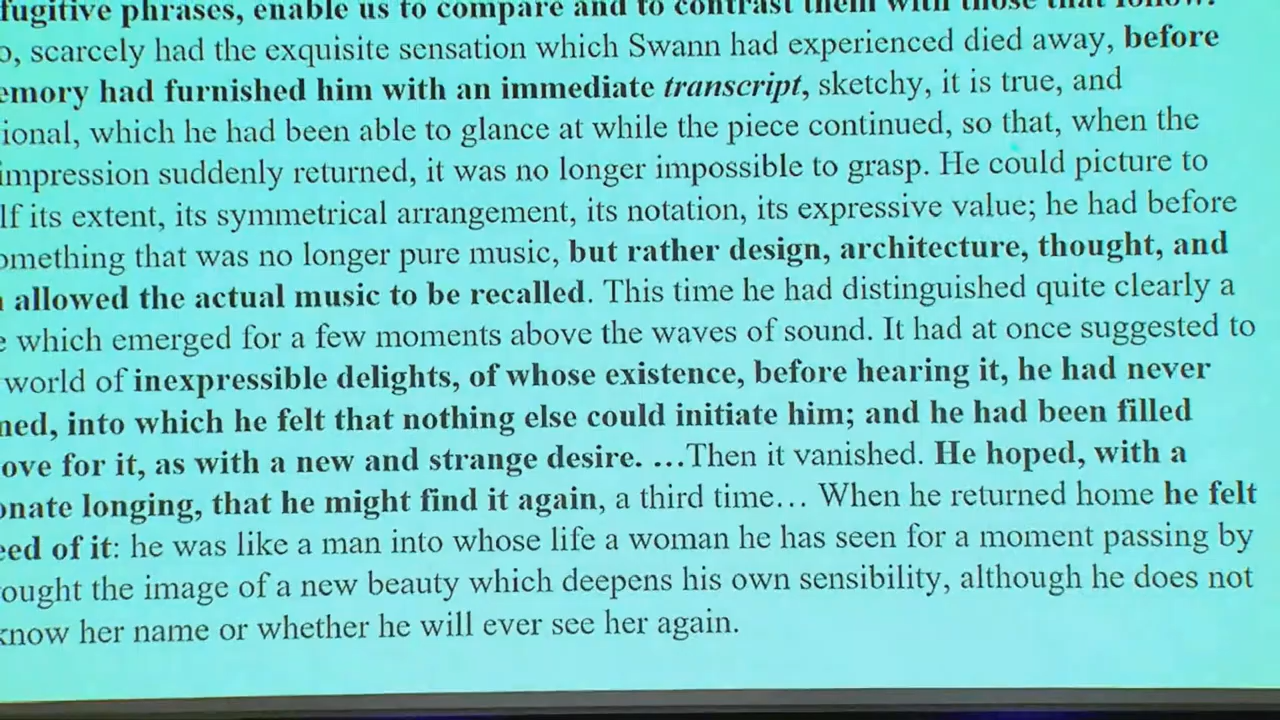 fugitive phrases, enable us to compare and to contrast them with those that follow.
o, scarcely had the exquisite sensation which Swann had experienced died away, before
emory had furnished him with an immediate transcript, sketchy, it is true, and
ional, which he had been able to glance at while the piece continued, so that, when the
impression suddenly returned, it was no longer impossible to grasp. He could picture to
lf its extent, its symmetrical arrangement, its notation, its expressive value; he had before
omething that was no longer pure music, but rather design, architecture, thought, and
allowed the actual music to be recalled. This time he had distinguished quite clearly a
e which emerged for a few moments above the waves of sound. It had at once suggested to
world of inexpressible delights, of whose existence, before hearing it, he had never
ned, into which he felt that nothing else could initiate him; and he had been filled
ove for it, as with a new and strange desire. …Then it vanished. He hoped, with a
onate longing, that he might find it again, a third time… When he returned home he felt
eed of it: he was like a man into whose life a woman he has seen for a moment passing by
ought the image of a new beauty which deepens his own sensibility, although he does not
know her name or whether he will ever see her again.